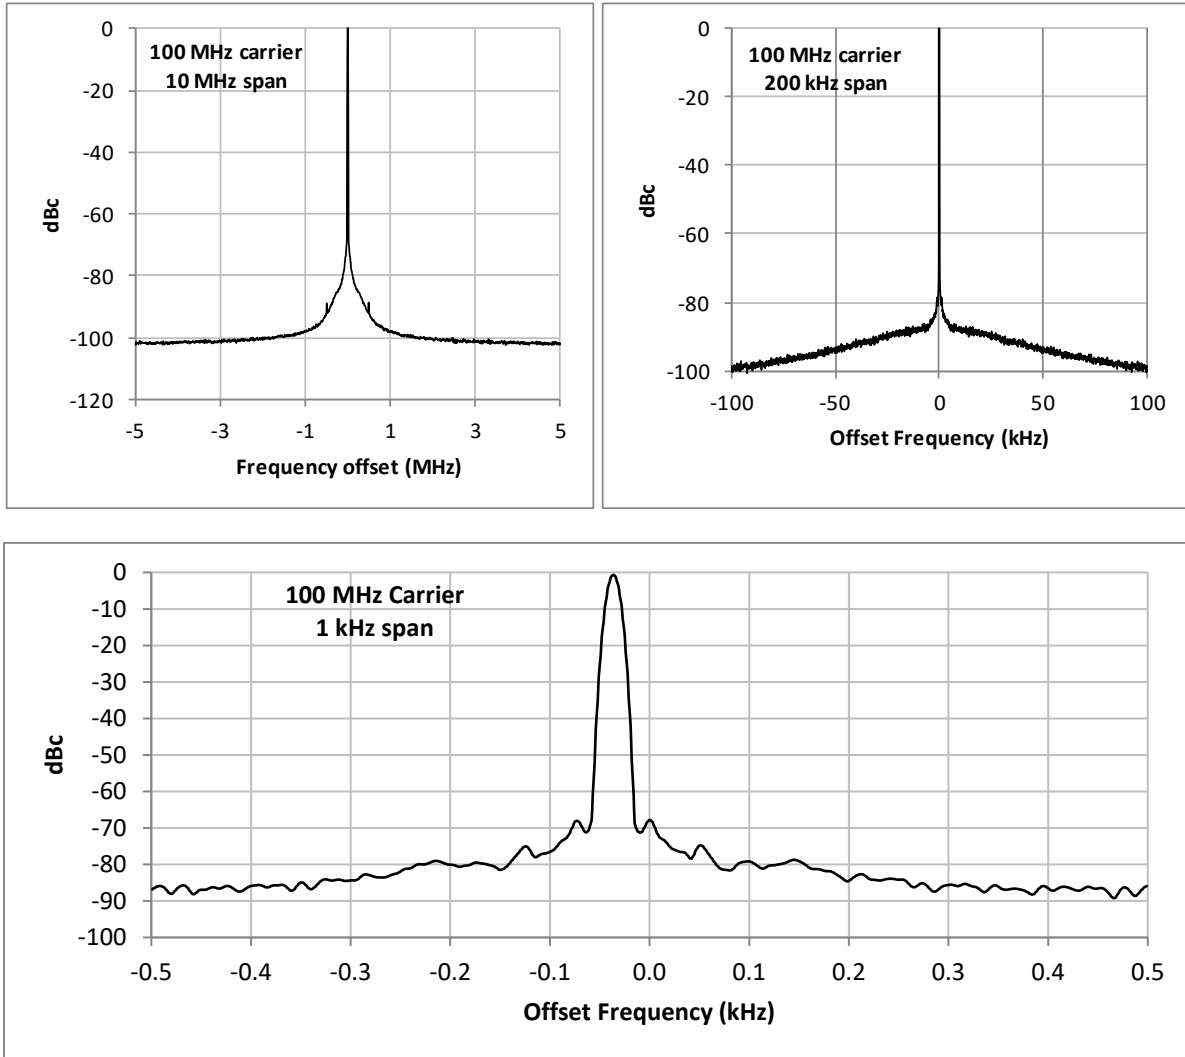 100 MHz carrier
10 MHz span
0
-20
-40
-60
-80
-100
-120
dBc
-5 -3 -1 1 3 5
Frequency offset (MHz)
100 MHz carrier
200 kHz span
0
-20
-40
-60
-80
-100
dBc
-100 -50 0 50 100
Offset Frequency (kHz)
100 MHz Carrier
1 kHz span
0
-10
-20
-30
-40
-50
-60
-70
-80
-90
-100
dBc
-0.5 -0.4 -0.3 -0.2 -0.1 0.0 0.1 0.2 0.3 0.4 0.5
Offset Frequency (kHz)